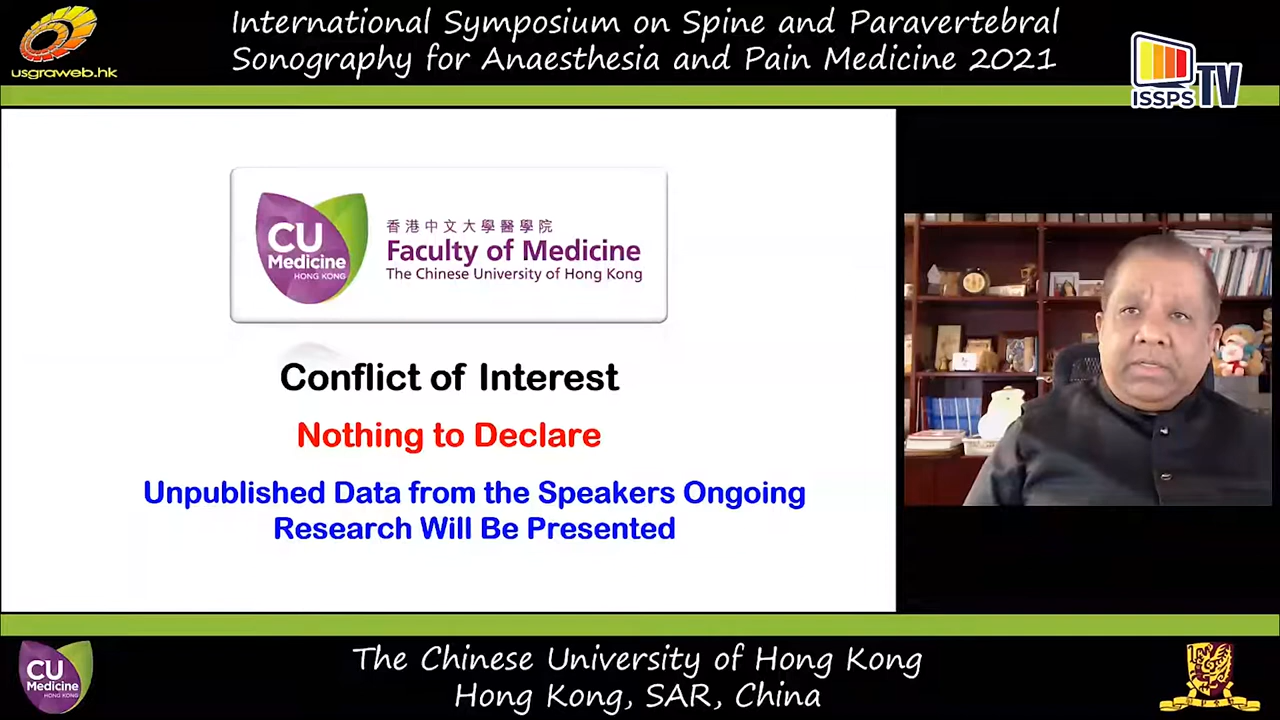 International Symposium on Spine and Paravertebral
Sonography for Anaesthesia and Pain Medicine 2021
usgraweb.hk
ISSPS TV
CU
Medicine
HONG KONG
香港中文大學醫學院
Faculty of Medicine
The Chinese University of Hong Kong
Conflict of Interest
Nothing to Declare
Unpublished Data from the Speakers Ongoing
Research Will Be Presented
CU
Medicine
HONG KONG
The Chinese University of Hong Kong
Hong Kong, SAR, China